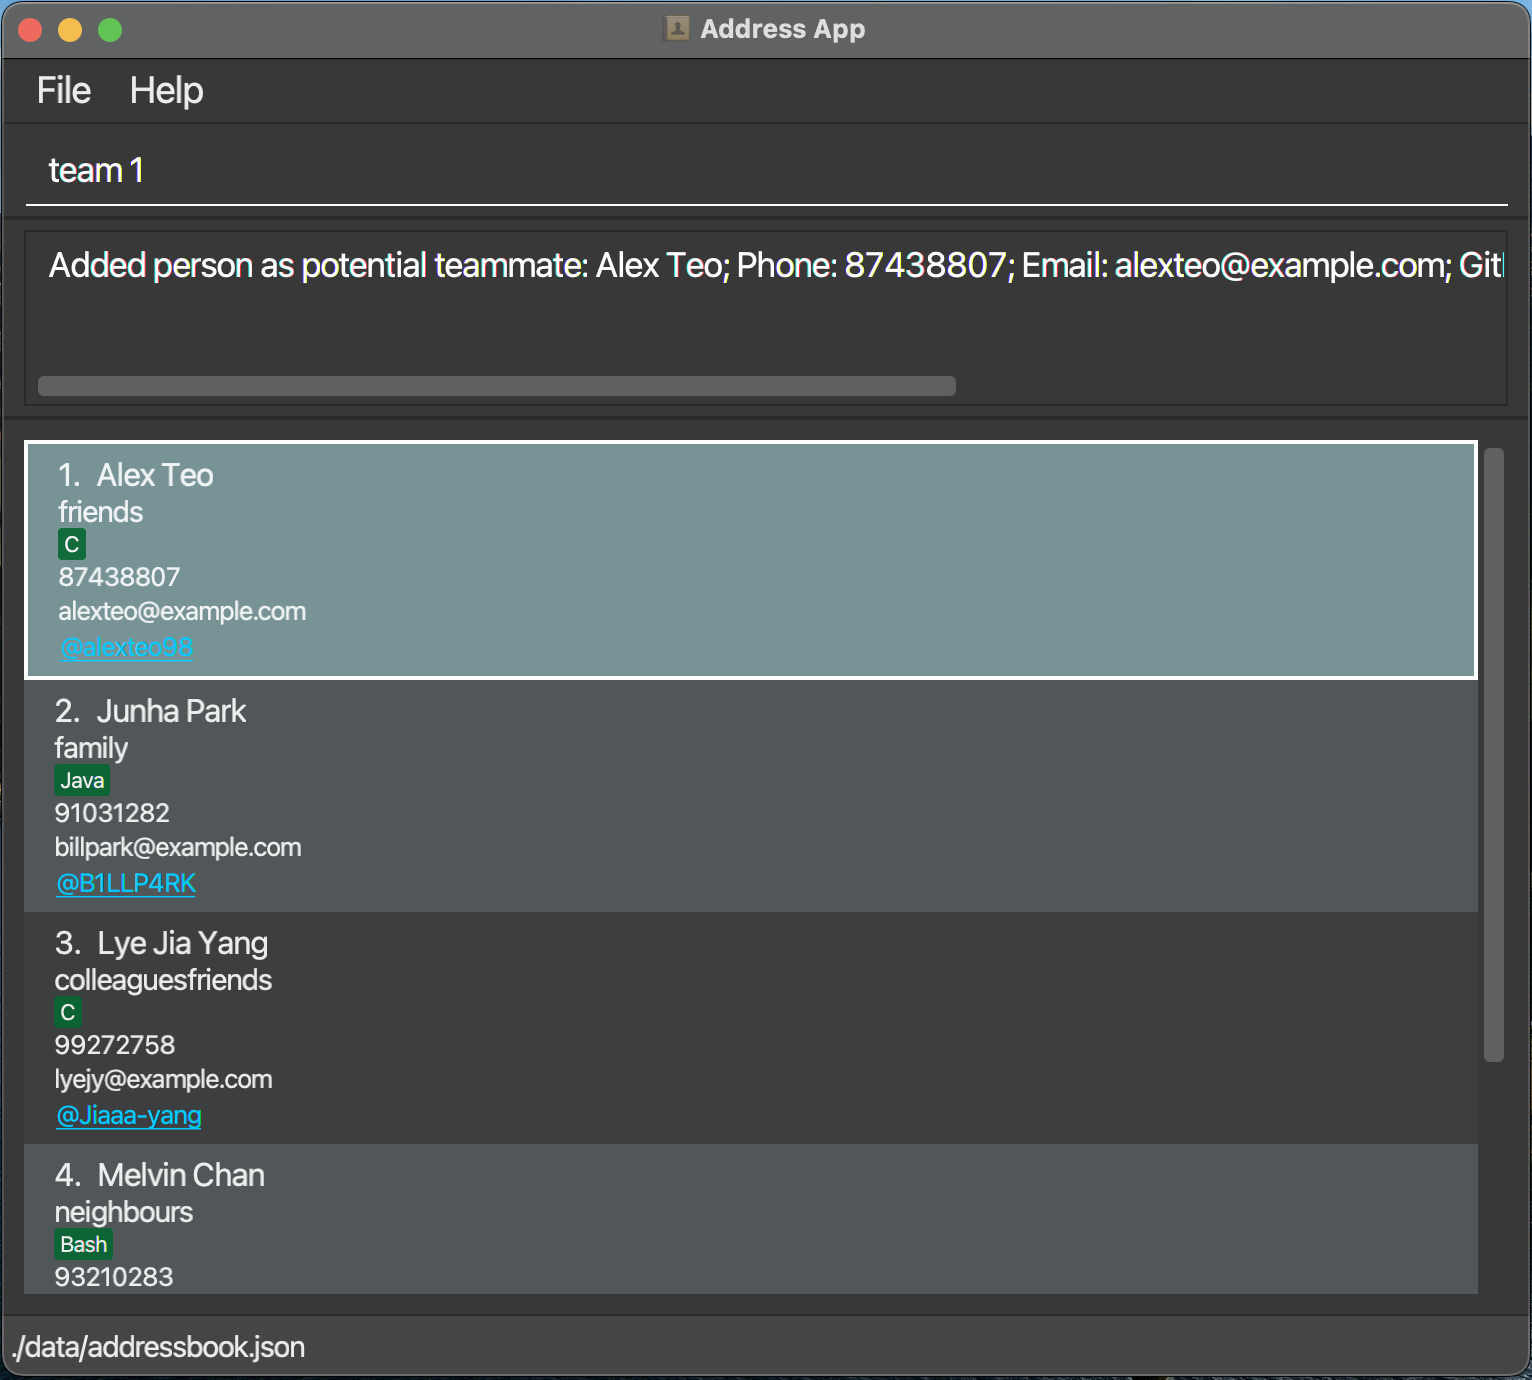 Address App
File Help
team 1
Added person as potential teammate: Alex Teo; Phone: 87438807; Email: alexteo@example.com; Git
1. Alex Teo
friends
C
87438807
alexteo@example.com
@alexteo98
2. Junha Park
family
Java
91031282
billpark@example.com
@B1LLP4RK
3. Lye Jia Yang
colleaguesfriends
C
99272758
lyejy@example.com
@Jiaaa-yang
4. Melvin Chan
neighbours
Bash
93210283
./data/addressbook.json